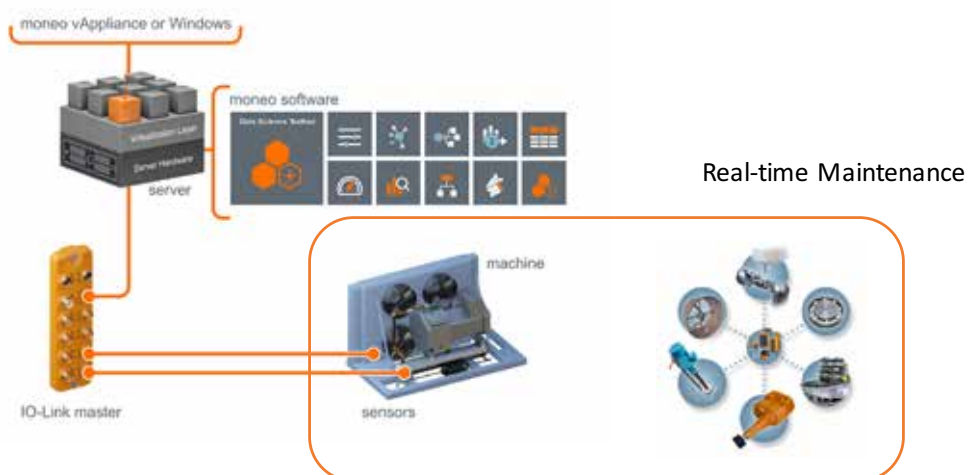 moneo vAppliance or Windows
moneo software
Data Science Toolbox
Virtualization Layer
Server Hardware
server
Real-time Maintenance
machine
IO-Link master
sensors